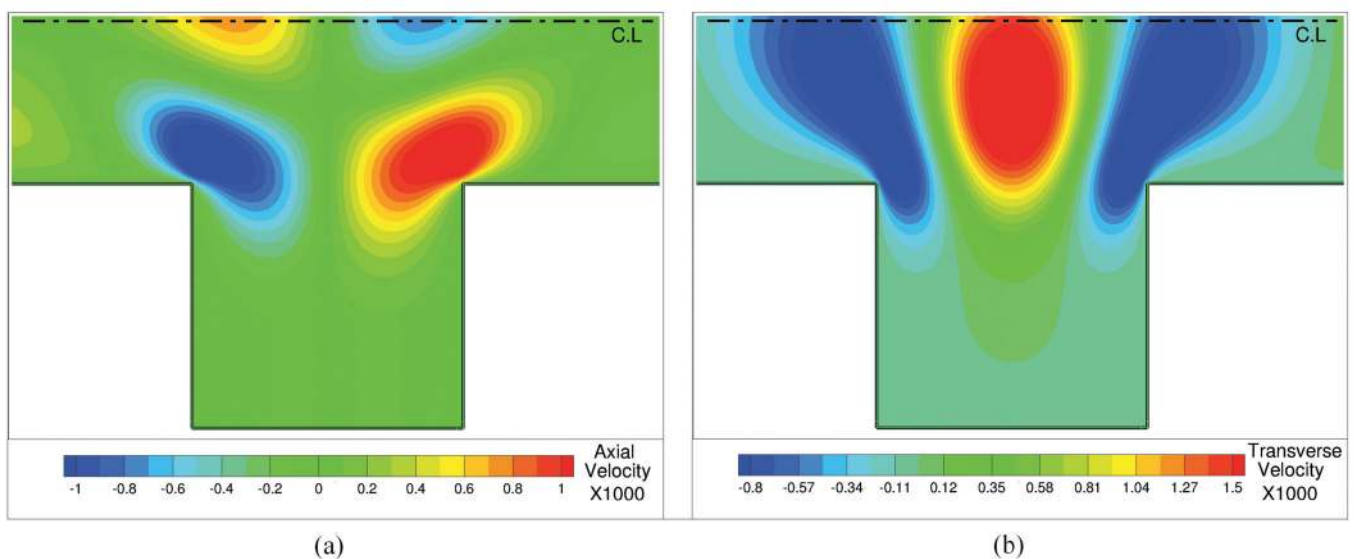 C.L
C.L
Axial
Velocity
X1000
-1 -0.8 -0.6 -0.4 -0.2 0 0.2 0.4 0.6 0.8 1
Transverse
Velocity
X1000
-0.8 -0.57 -0.34 -0.11 0.12 0.35 0.58 0.81 1.04 1.27 1.5
(a)
(b)